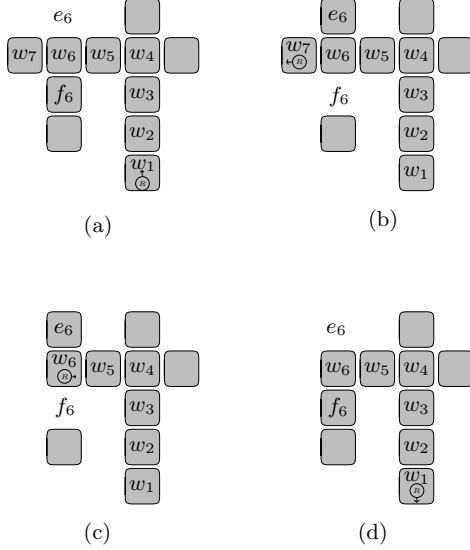 e₆
w₇ w₆ w₅ w₄
f₆ w₃
w₂
w₁
R
(a)
e₆
w₇ w₆ w₅ w₄
R
f₆ w₃
w₂
w₁
(b)
e₆
w₆ w₅ w₄
R
f₆ w₃
w₂
w₁
(c)
e₆
w₆ w₅ w₄
f₆ w₃
w₂
w₁
R
(d)